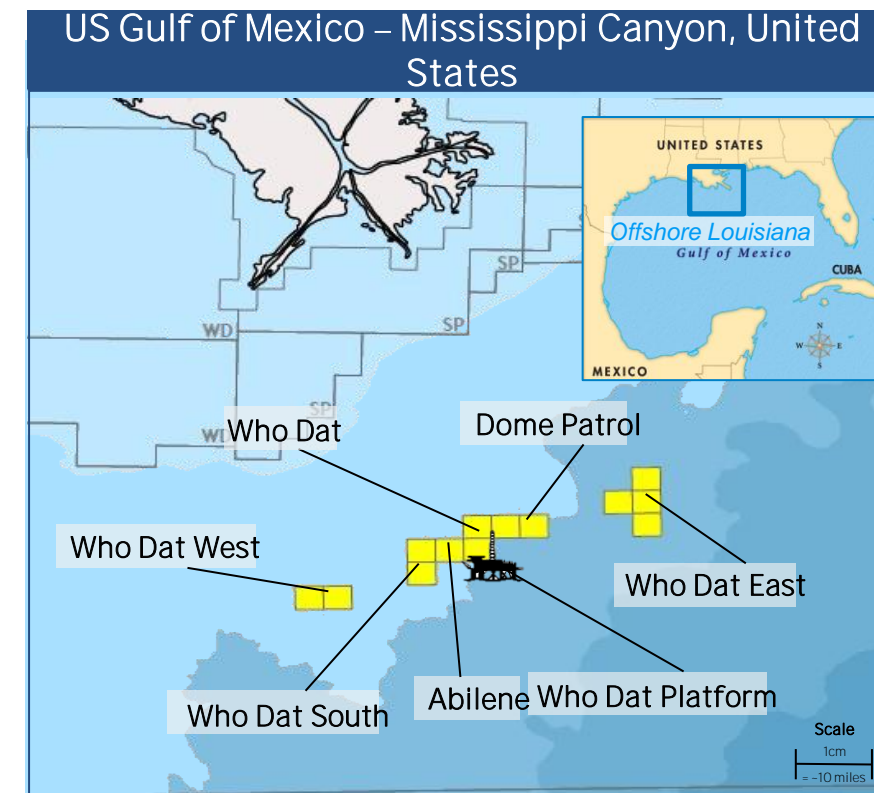 US Gulf of Mexico – Mississippi Canyon, United
States
UNITED STATES
Offshore Louisiana
Gulf of Mexico
CUBA
N
W
E
S
MEXICO
SP
WD
SP
SP
WD
Who Dat
Dome Patrol
Who Dat West
Who Dat East
Who Dat South
Abilene
Who Dat Platform
Scale
1cm
= ~10 miles